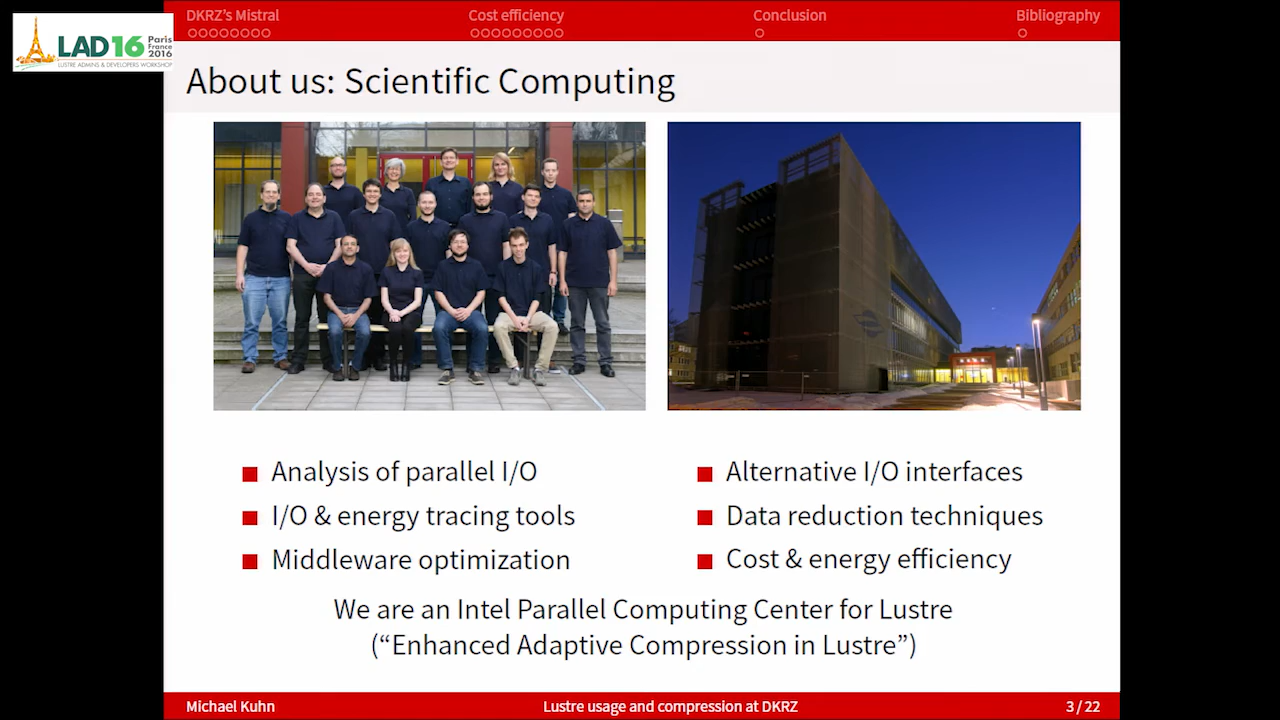 DKRZ's Mistral
Cost efficiency
Conclusion
Bibliography
LAD16 Paris France 2016
LUSTRE ADMINS & DEVELOPERS WORKSHOP
About us: Scientific Computing
Analysis of parallel I/O
I/O & energy tracing tools
Middleware optimization
Alternative I/O interfaces
Data reduction techniques
Cost & energy efficiency
We are an Intel Parallel Computing Center for Lustre
(“Enhanced Adaptive Compression in Lustre”)
Michael Kuhn
Lustre usage and compression at DKRZ
3 / 22